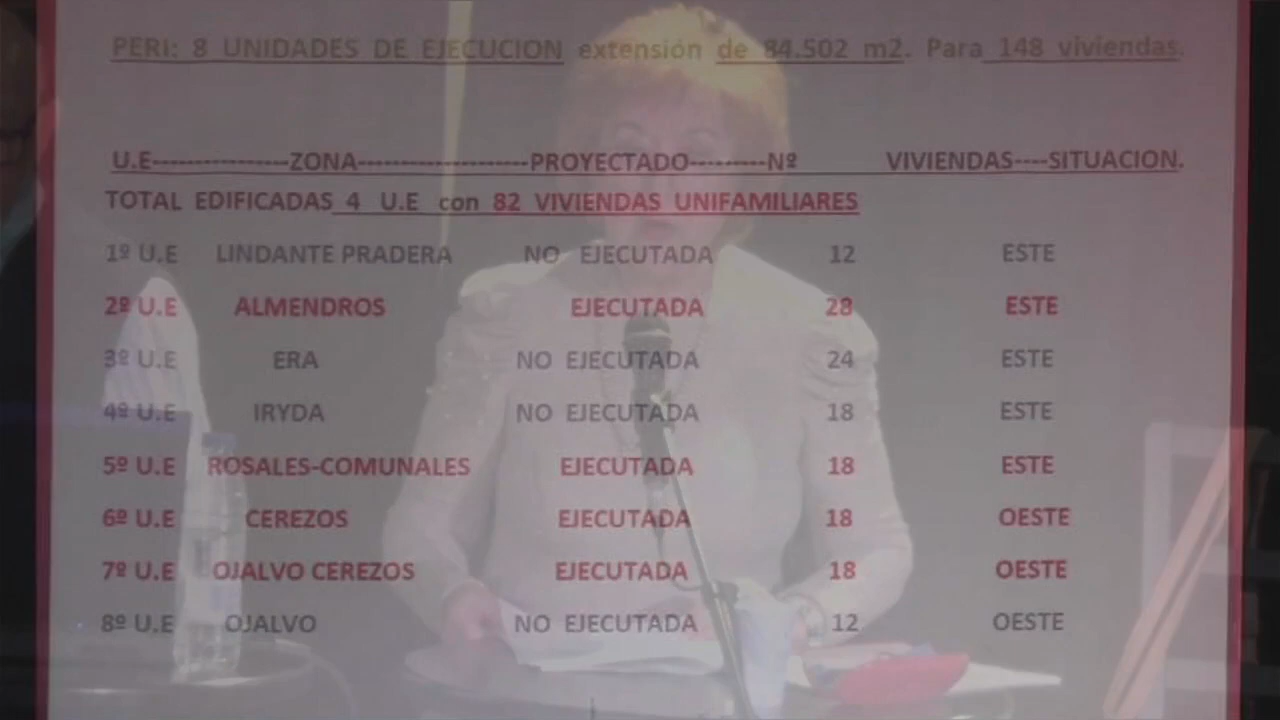 PERI: 8 UNIDADES DE EJECUCION extensión de 84.502 m2. Para 148 viviendas.
U.E----------------ZONA--------------------PROYECTADO---------Nº VIVIENDAS----SITUACION.
TOTAL EDIFICADAS 4 U.E con 82 VIVIENDAS UNIFAMILIARES
1º U.E LINDANTE PRADERA NO EJECUTADA 12 ESTE
2º U.E ALMENDROS EJECUTADA 28 ESTE
3º U.E ERA NO EJECUTADA 24 ESTE
4º U.E IRYDA NO EJECUTADA 18 ESTE
5º U.E ROSALES-COMUNALES EJECUTADA 18 ESTE
6º U.E CEREZOS EJECUTADA 18 OESTE
7º U.E OJALVO CEREZOS EJECUTADA 18 OESTE
8º U.E OJALVO NO EJECUTADA 12 OESTE